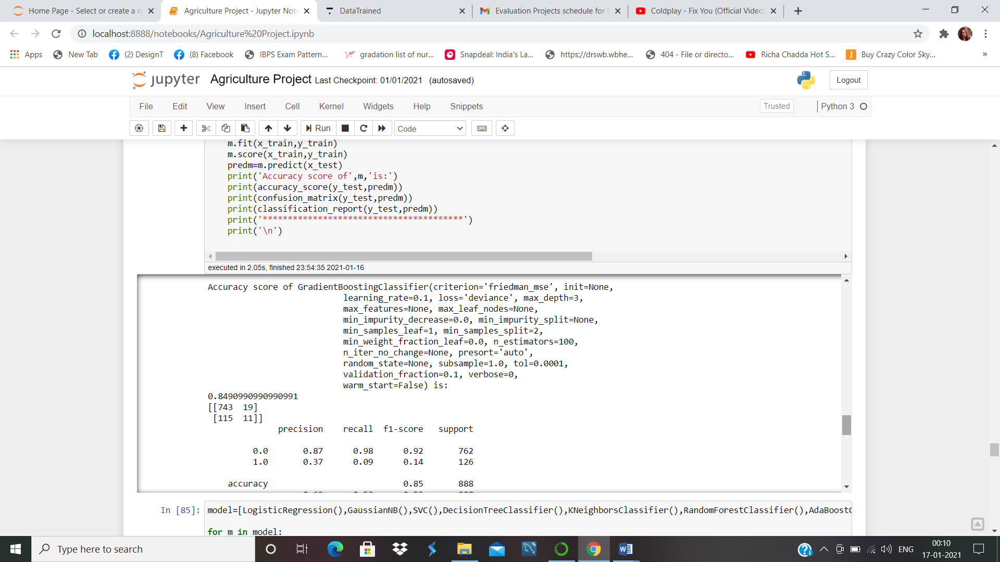 Home Page - Select or create a n
Agriculture Project - Jupyter Not
DataTrained
Evaluation Projects schedule for
Coldplay - Fix You (Official Video)
localhost:8888/notebooks/Agriculture%20Project.ipynb
Apps
New Tab
(2) DesignT
(8) Facebook
IBPS Exam Pattern...
gradation list of nur...
Snapdeal: India's La...
https://drswb.wbhe...
404 - File or directo...
Richa Chadda Hot S...
Buy Crazy Color Sky...
»
jupyter Agriculture Project Last Checkpoint: 01/01/2021 (autosaved)
Logout
File Edit View Insert Cell Kernel Widgets Help Snippets
Trusted
Python 3
Run
Code
m.fit(x_train,y_train)
m.score(x_train,y_train)
predm=m.predict(x_test)
print('Accuracy score of',m,'is:')
print(accuracy_score(y_test,predm))
print(confusion_matrix(y_test,predm))
print(classification_report(y_test,predm))
print('****************************************')
print('\n')
executed in 2.05s, finished 23:54:35 2021-01-16
Accuracy score of GradientBoostingClassifier(criterion='friedman_mse', init=None,
learning_rate=0.1, loss='deviance', max_depth=3,
max_features=None, max_leaf_nodes=None,
min_impurity_decrease=0.0, min_impurity_split=None,
min_samples_leaf=1, min_samples_split=2,
min_weight_fraction_leaf=0.0, n_estimators=100,
n_iter_no_change=None, presort='auto',
random_state=None, subsample=1.0, tol=0.0001,
validation_fraction=0.1, verbose=0,
warm_start=False) is:
0.8490990990990991
[[743 19]
[115 11]]
precision recall f1-score support
0.0 0.87 0.98 0.92 762
1.0 0.37 0.09 0.14 126
accuracy 0.85 888
In [85]: model=[LogisticRegression(),GaussianNB(),SVC(),DecisionTreeClassifier(),KNeighborsClassifier(),RandomForestClassifier(),AdaBoostC
for m in model:
Type here to search
ENG
00:10
17-01-2021